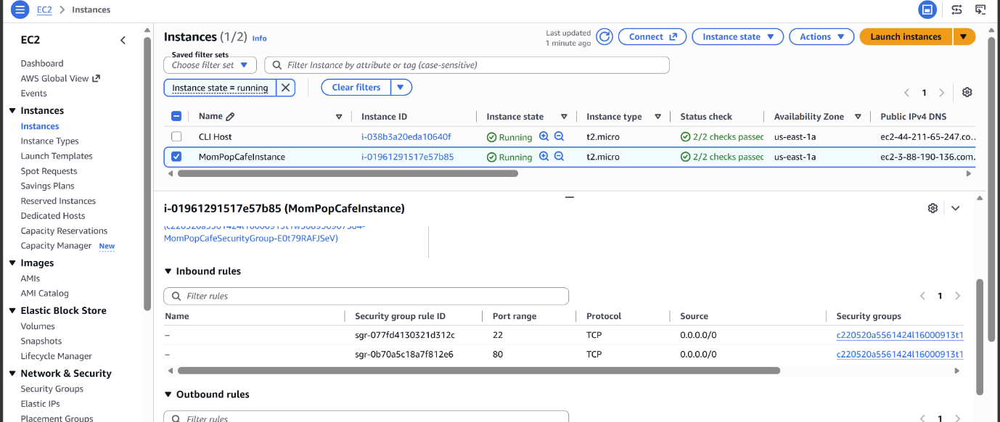 EC2 > Instances
EC2
Dashboard
AWS Global View
Events
Instances
Instances
Instance Types
Launch Templates
Spot Requests
Savings Plans
Reserved Instances
Dedicated Hosts
Capacity Reservations
Capacity Manager New
Images
AMIs
AMI Catalog
Elastic Block Store
Volumes
Snapshots
Lifecycle Manager
Network & Security
Security Groups
Elastic IPs
Placement Groups
Instances (1/2) Info
Last updated
1 minute ago
Connect
Instance state
Actions
Launch instances
Saved filter sets
Choose filter set
Filter Instance by attribute or tag (case-sensitive)
Instance state = running
Clear filters
1
Name Instance ID Instance state Instance type Status check Availability Zone Public IPv4 DNS
CLI Host i-038b3a20eda10640f Running t2.micro 2/2 checks passec us-east-1a ec2-44-211-65-247.co...
MomPopCafeInstance i-01961291517e57b85 Running t2.micro 2/2 checks passec us-east-1a ec2-3-88-190-136.com.
i-01961291517e57b85 (MomPopCafeInstance)
MomPopCafeSecurityGroup-E0t79RAFJSeV)
Inbound rules
Filter rules
1
Name Security group rule ID Port range Protocol Source Security groups
– sgr-077fd4130321d312c 22 TCP 0.0.0.0/0 c220520a5561424l16000913t1
– sgr-0b70a5c18a7f812e6 80 TCP 0.0.0.0/0 c220520a5561424l16000913t1
Outbound rules
Filter rules
1